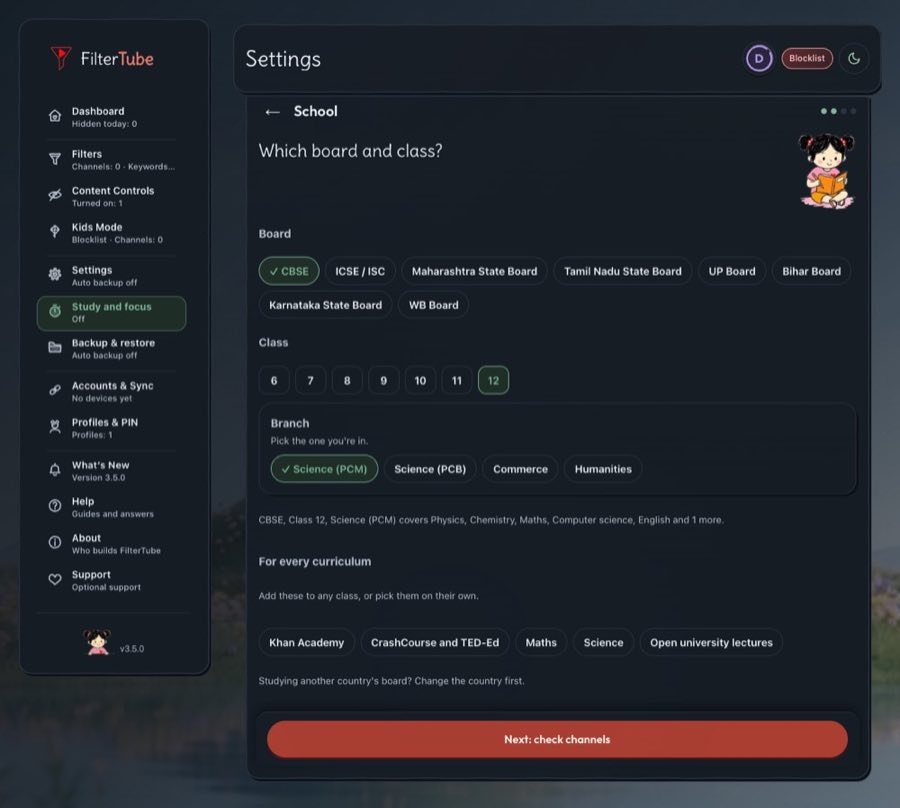 FilterTube
Dashboard
Hidden today: 0
Filters
Channels: 0 · Keywords...
Content Controls
Turned on: 1
Kids Mode
Blocklist · Channels: 0
Settings
Auto backup off
Study and focus
Off
Backup & restore
Auto backup off
Accounts & Sync
No devices yet
Profiles & PIN
Profiles: 1
What's New
Version 3.5.0
Help
Guides and answers
About
Who builds FilterTube
Support
Optional support
v3.5.0
Settings
D
Blocklist
← School
Which board and class?
Board
✓ CBSE ICSE / ISC Maharashtra State Board Tamil Nadu State Board UP Board Bihar Board
Karnataka State Board WB Board
Class
6 7 8 9 10 11 12
Branch
Pick the one you're in.
✓ Science (PCM) Science (PCB) Commerce Humanities
CBSE, Class 12, Science (PCM) covers Physics, Chemistry, Maths, Computer science, English and 1 more.
For every curriculum
Add these to any class, or pick them on their own.
Khan Academy CrashCourse and TED-Ed Maths Science Open university lectures
Studying another country's board? Change the country first.
Next: check channels